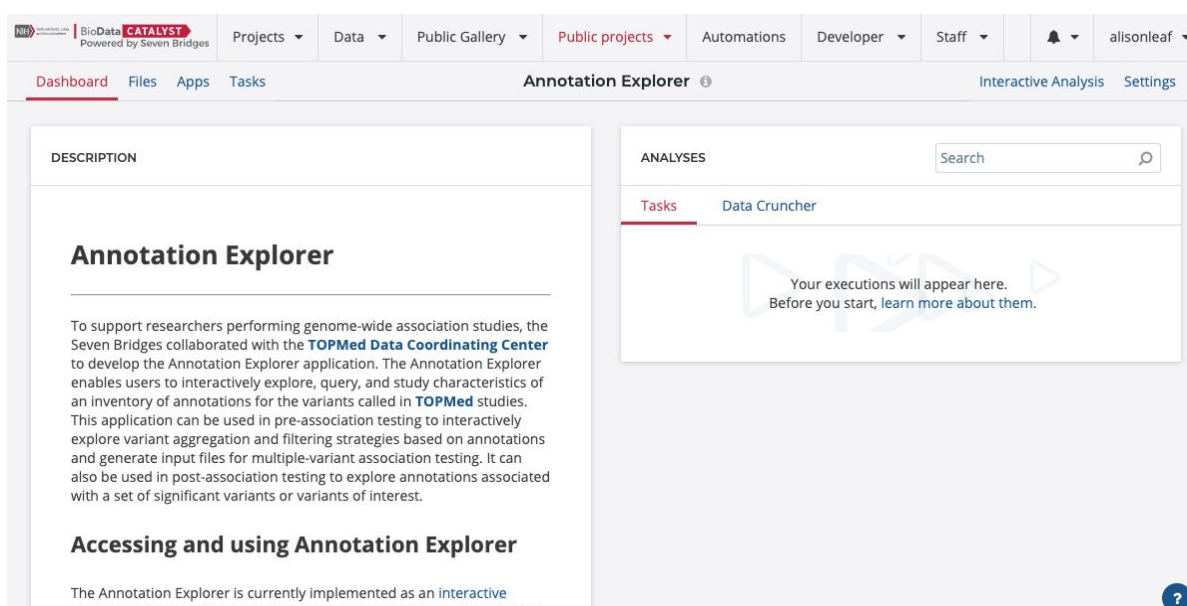 NIH BioData CATALYST
Powered by Seven Bridges
Projects Data Public Gallery Public projects Automations Developer Staff alisonleaf
Dashboard Files Apps Tasks Annotation Explorer Interactive Analysis Settings
DESCRIPTION
Annotation Explorer
To support researchers performing genome-wide association studies, the
Seven Bridges collaborated with the TOPMed Data Coordinating Center
to develop the Annotation Explorer application. The Annotation Explorer
enables users to interactively explore, query, and study characteristics of
an inventory of annotations for the variants called in TOPMed studies.
This application can be used in pre-association testing to interactively
explore variant aggregation and filtering strategies based on annotations
and generate input files for multiple-variant association testing. It can
also be used in post-association testing to explore annotations associated
with a set of significant variants or variants of interest.
Accessing and using Annotation Explorer
The Annotation Explorer is currently implemented as an interactive
ANALYSES Search
Tasks Data Cruncher
Your executions will appear here.
Before you start, learn more about them.
?